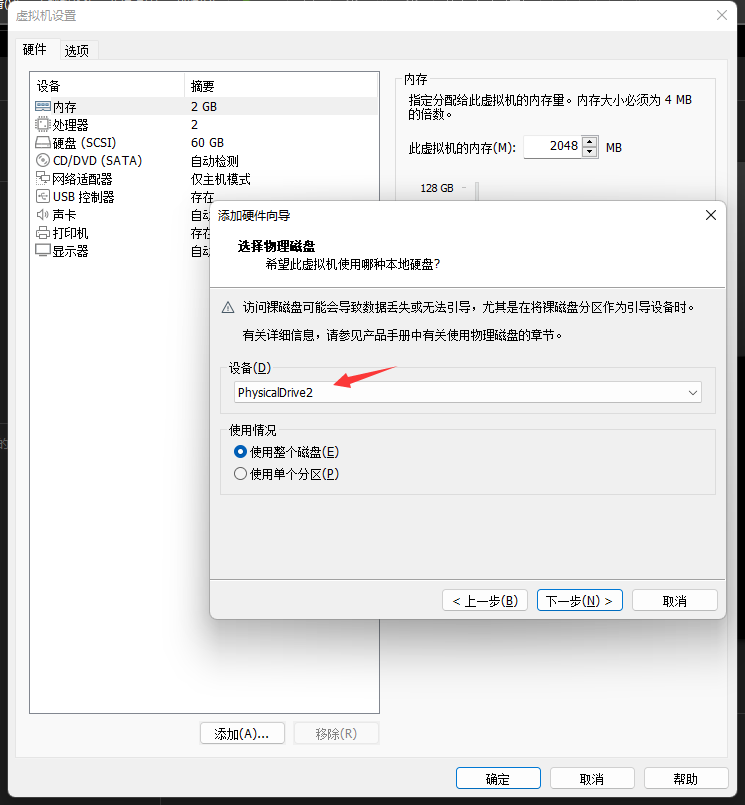 虚拟机设置
硬件 选项
设备 摘要
内存 2 GB
处理器 2
硬盘 (SCSI) 60 GB
CD/DVD (SATA) 自动检测
网络适配器 仅主机模式
USB 控制器 存在
声卡 自动
打印机 存在
显示器 自动
内存
指定分配给此虚拟机的内存量。内存大小必须为 4 MB
的倍数。
此虚拟机的内存(M): 2048 MB
128 GB
添加硬件向导
选择物理磁盘
希望此虚拟机使用哪种本地硬盘?
访问裸磁盘可能会导致数据丢失或无法引导，尤其是在将裸磁盘分区作为引导设备时。
有关详细信息，请参见产品手册中有关使用物理磁盘的章节。
设备(D)
PhysicalDrive2
使用情况
使用整个磁盘(E)
使用单个分区(P)
< 上一步(B) 下一步(N) > 取消
添加(A)... 移除(R)
确定 取消 帮助